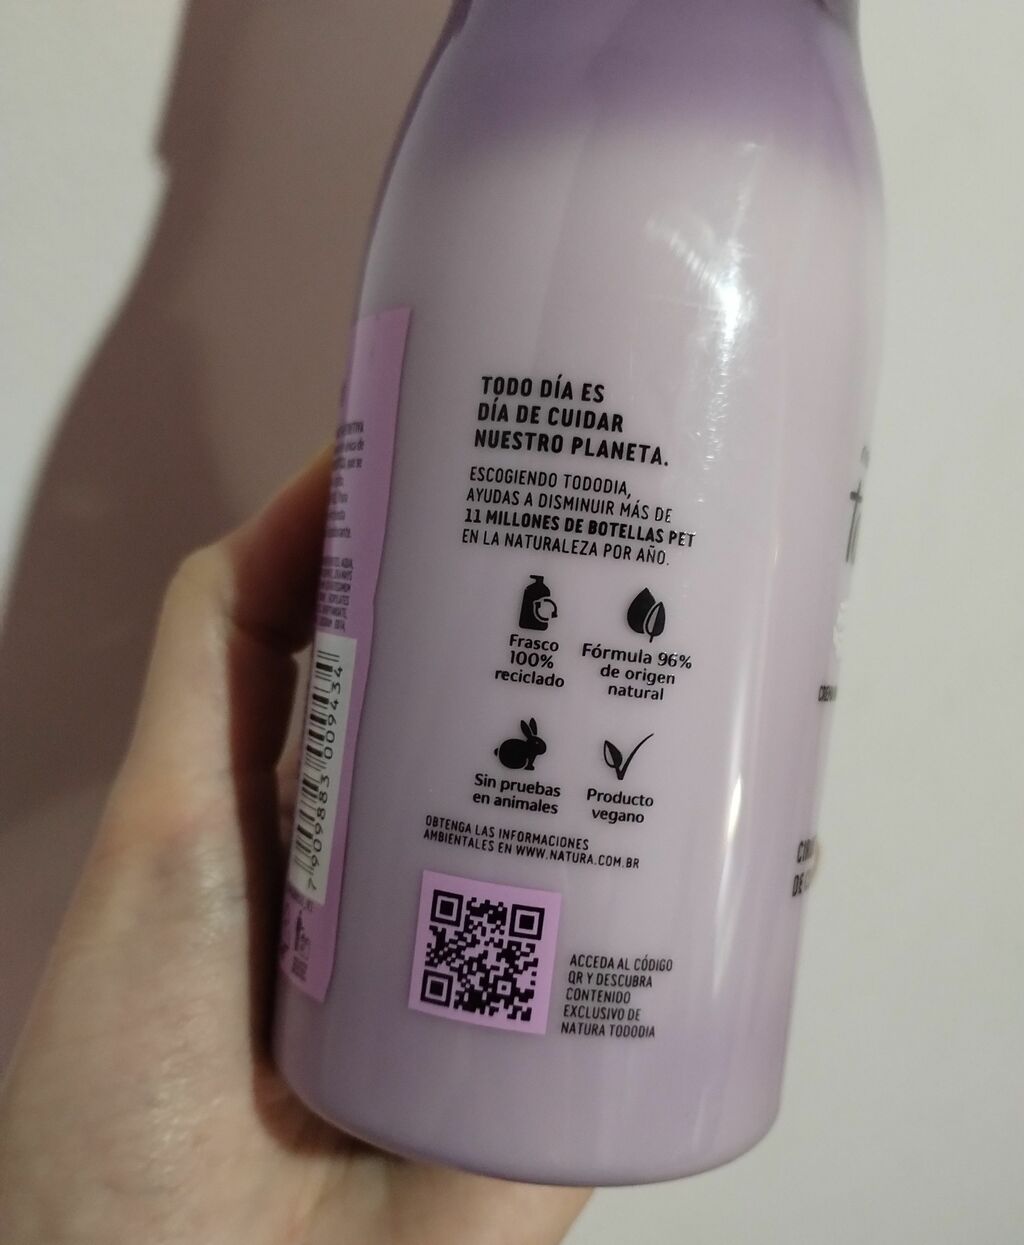 TODO DÍA ES
DÍA DE CUIDAR
NUESTRO PLANETA.
ESCOGIENDO TODODIA,
AYUDAS A DISMINUIR MÁS DE
11 MILLONES DE BOTELLAS PET
EN LA NATURALEZA POR AÑO.
Frasco
100%
reciclado
Fórmula 96%
de origen
natural
Sin pruebas
en animales
Producto
vegano
OBTENGA LAS INFORMACIONES
AMBIENTALES EN WWW.NATURA.COM.BR
ACCEDA AL CÓDIGO
QR Y DESCUBRA
CONTENIDO
EXCLUSIVO DE
NATURA TODODIA
7 909883 009434